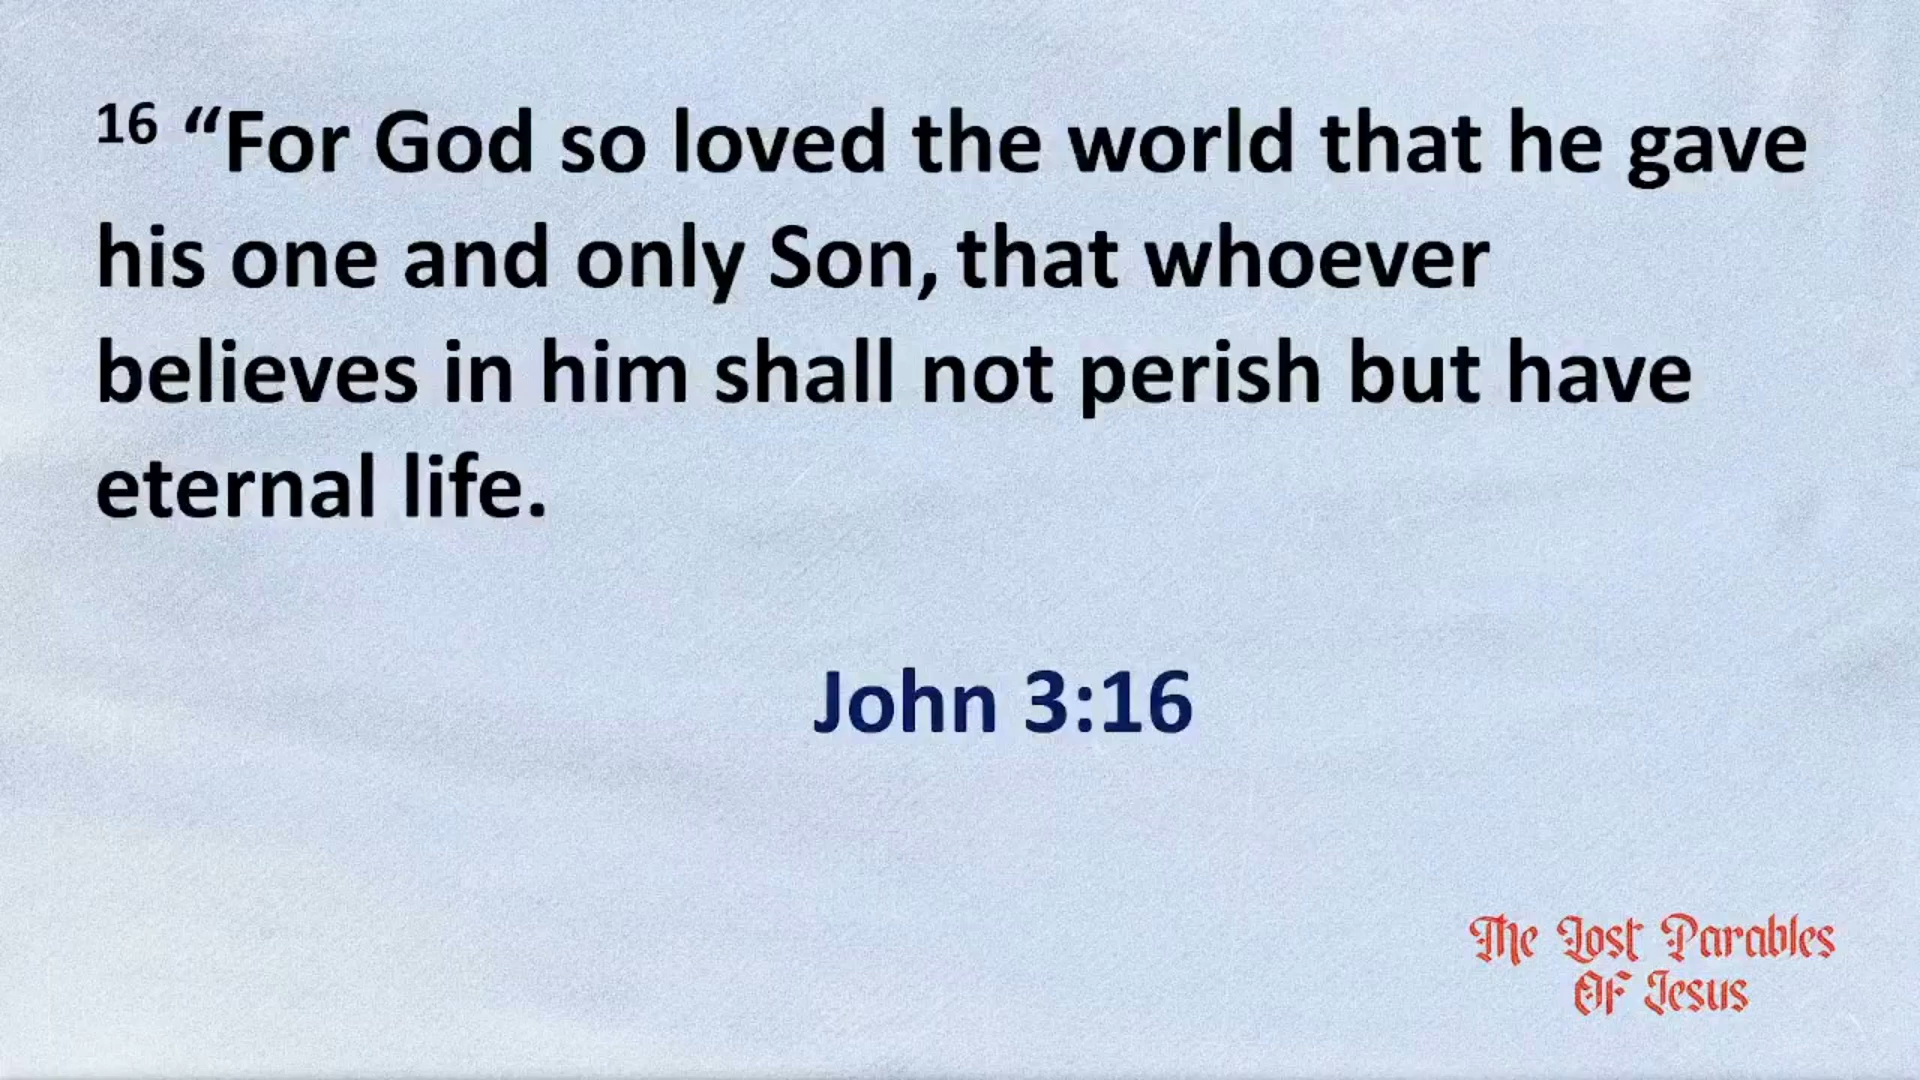 16 “For God so loved the world that he gave
his one and only Son, that whoever
believes in him shall not perish but have
eternal life.
John 3:16
The Lost Parables
Of Jesus